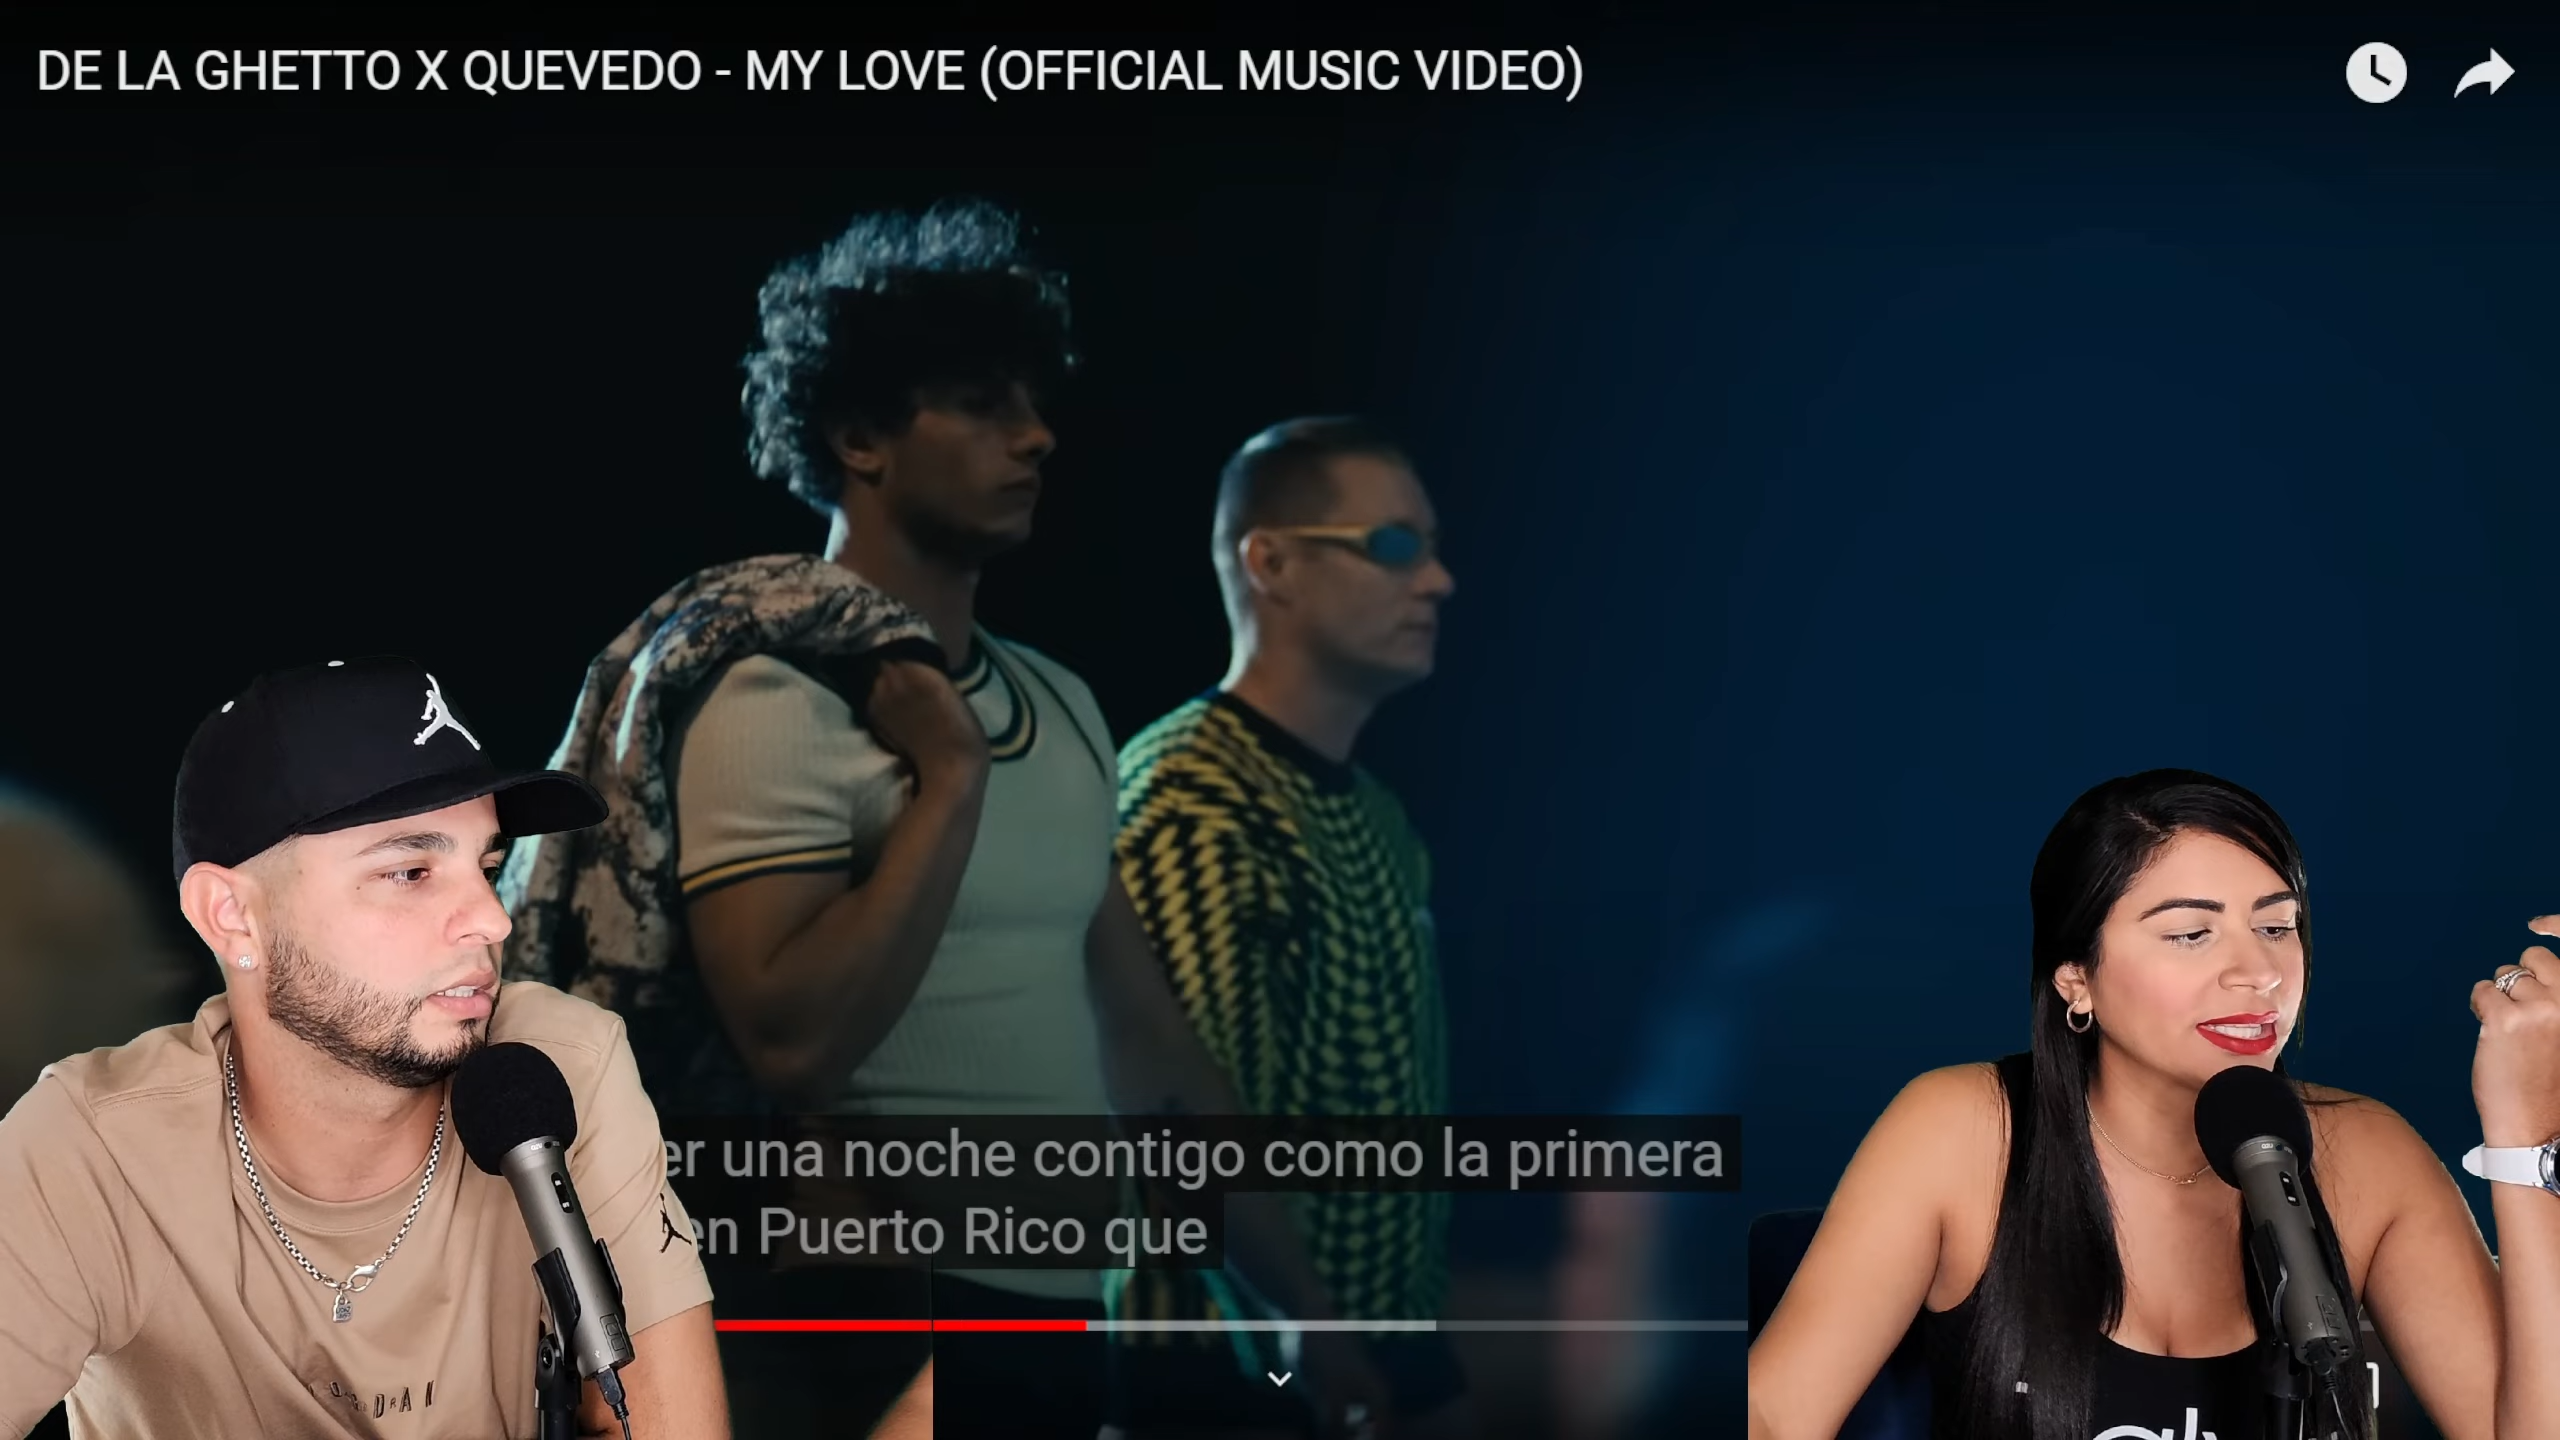 DE LA GHETTO X QUEVEDO - MY LOVE (OFFICIAL MUSIC VIDEO)
er una noche contigo como la primera
en Puerto Rico que